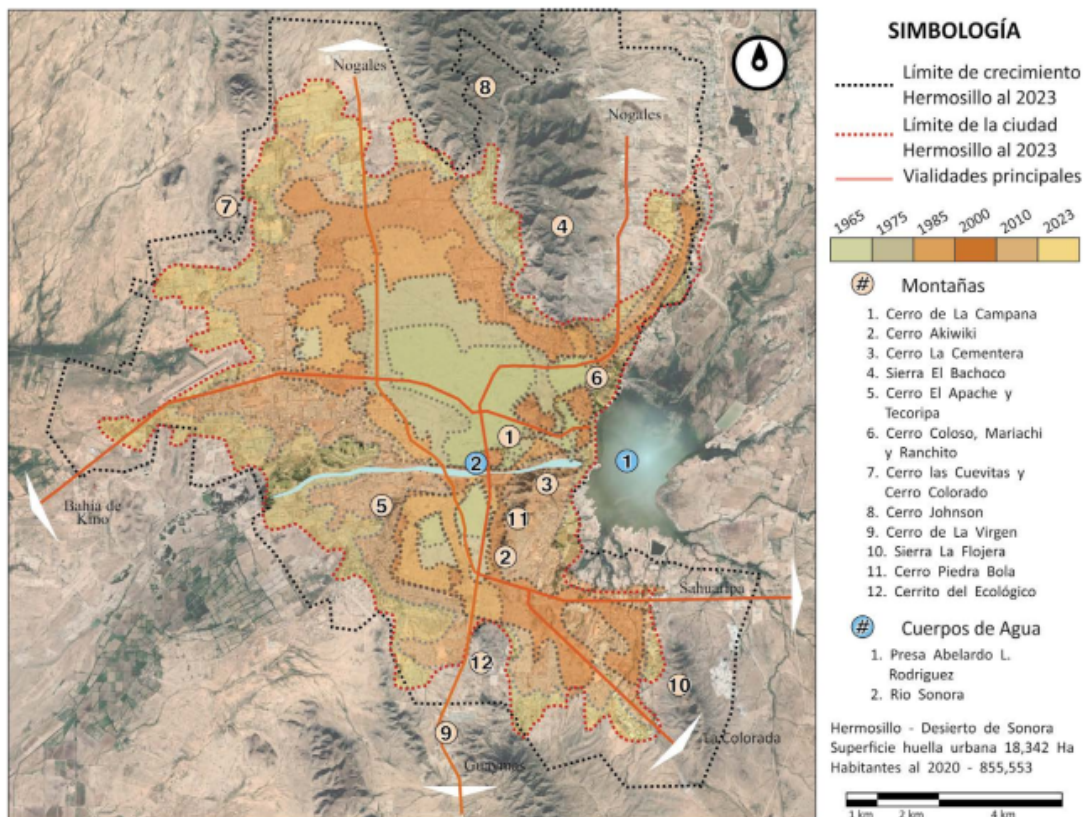 Nogales
8
Nogales
7
4
6
1
2
1
3
5
11
Bahía de
Kino
2
Sahuaripa
12
10
9
La Colorada
Guaymas
SIMBOLOGÍA
Límite de crecimiento
Hermosillo al 2023
Límite de la ciudad
Hermosillo al 2023
Vialidades principales
1965 1975 1985 2000 2010 2023
# Montañas
1. Cerro de La Campana
2. Cerro Akiwiki
3. Cerro La Cementera
4. Sierra El Bachoco
5. Cerro El Apache y
Tecoripa
6. Cerro Coloso, Mariachi
y Ranchito
7. Cerro las Cuevitas y
Cerro Colorado
8. Cerro Johnson
9. Cerro de La Virgen
10. Sierra La Flojera
11. Cerro Piedra Bola
12. Cerrito del Ecológico
# Cuerpos de Agua
1. Presa Abelardo L.
Rodriguez
2. Rio Sonora
Hermosillo - Desierto de Sonora
Superficie huella urbana 18,342 Ha
Habitantes al 2020 - 855,553
1 km 2 km 4 km